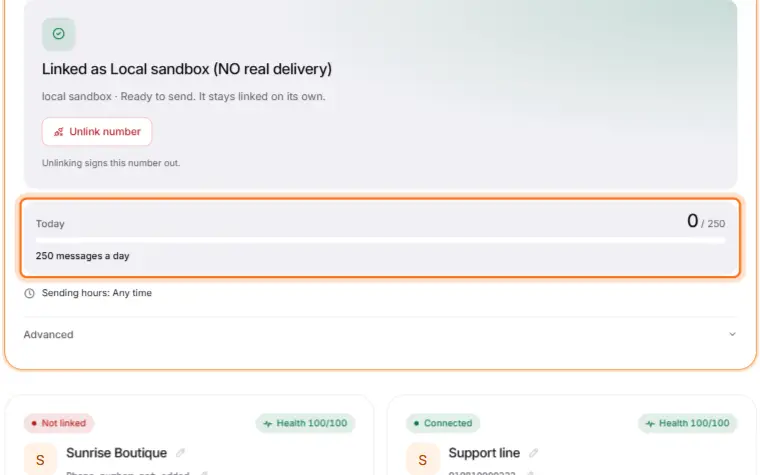 Linked as Local sandbox (NO real delivery)
local sandbox · Ready to send. It stays linked on its own.
Unlink number
Unlinking signs this number out.
Today 0 / 250
250 messages a day
Sending hours: Any time
Advanced
Not linked Health 100/100
S Sunrise Boutique
Connected Health 100/100
S Support line